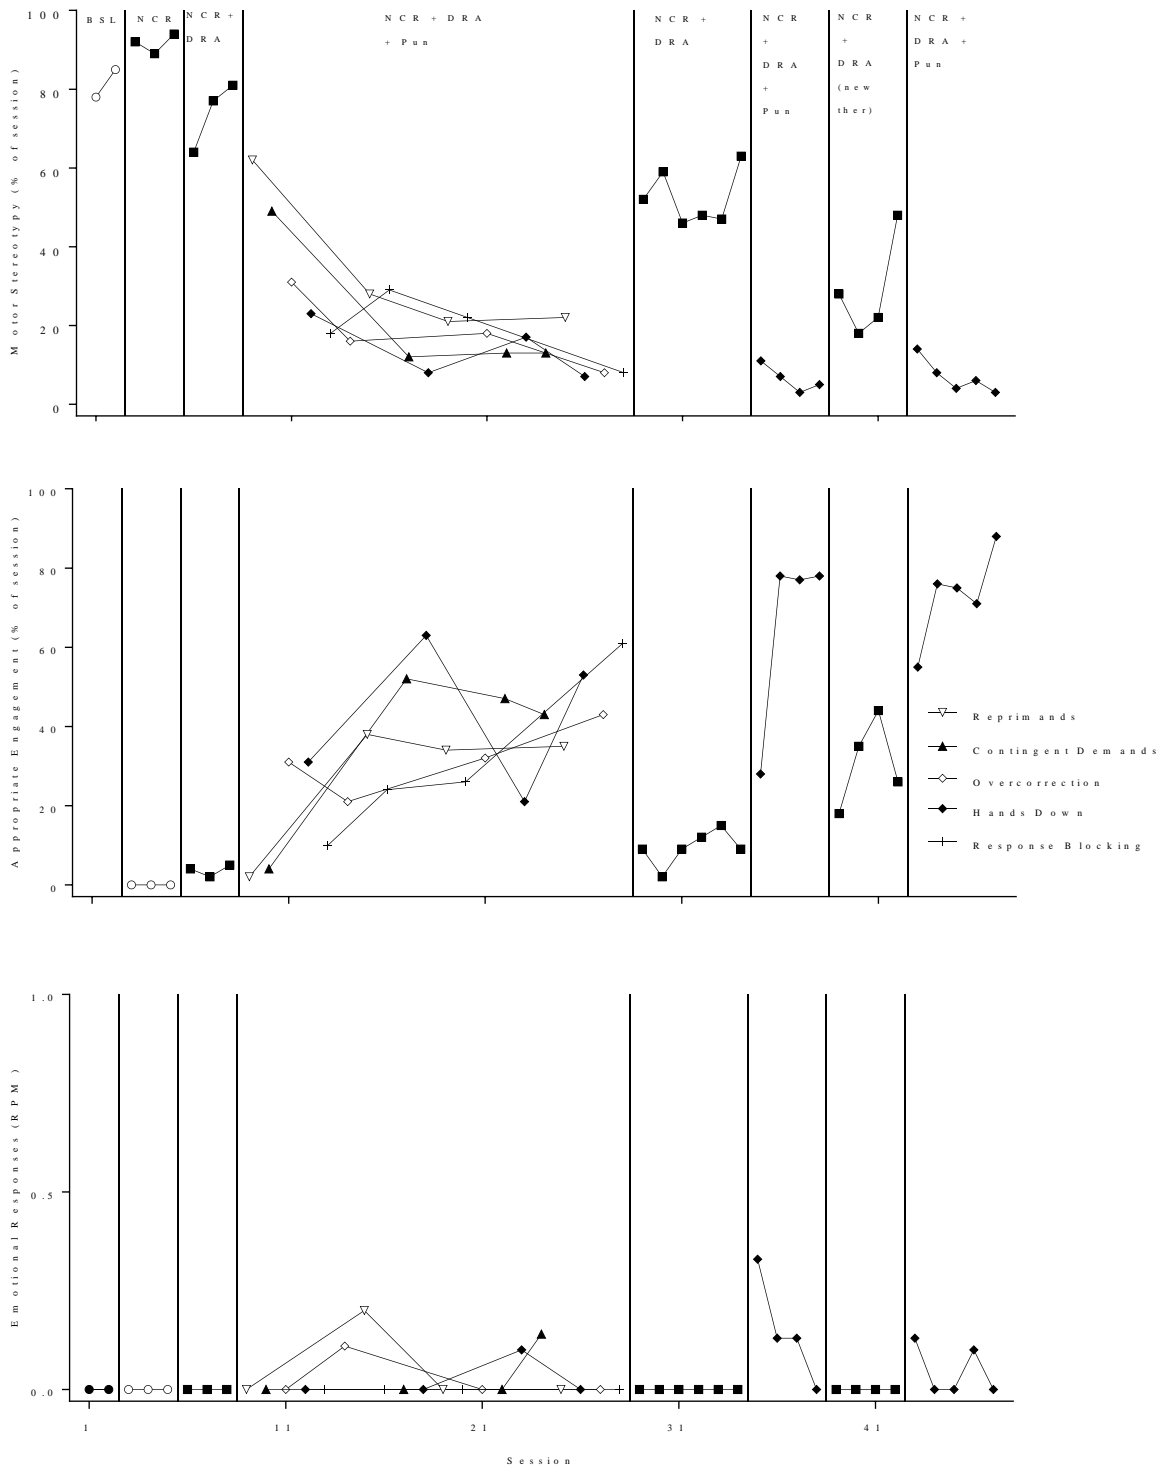 BSL
NCR
NCR +
DRA
NCR + DRA
+ Pun
NCR +
DRA
NCR
+
DRA
+
Pun
NCR
+
DRA
(new
ther)
NCR +
DRA +
Pun
Motor Stereotypy (% of session)
100
80
60
40
20
0
Appropriate Engagement (% of session)
100
80
60
40
20
0
Reprimands
Contingent Demands
Overcorrection
Hands Down
Response Blocking
Emotional Responses (RPM)
1.0
0.5
0.0
1 11 21 31 41
Session